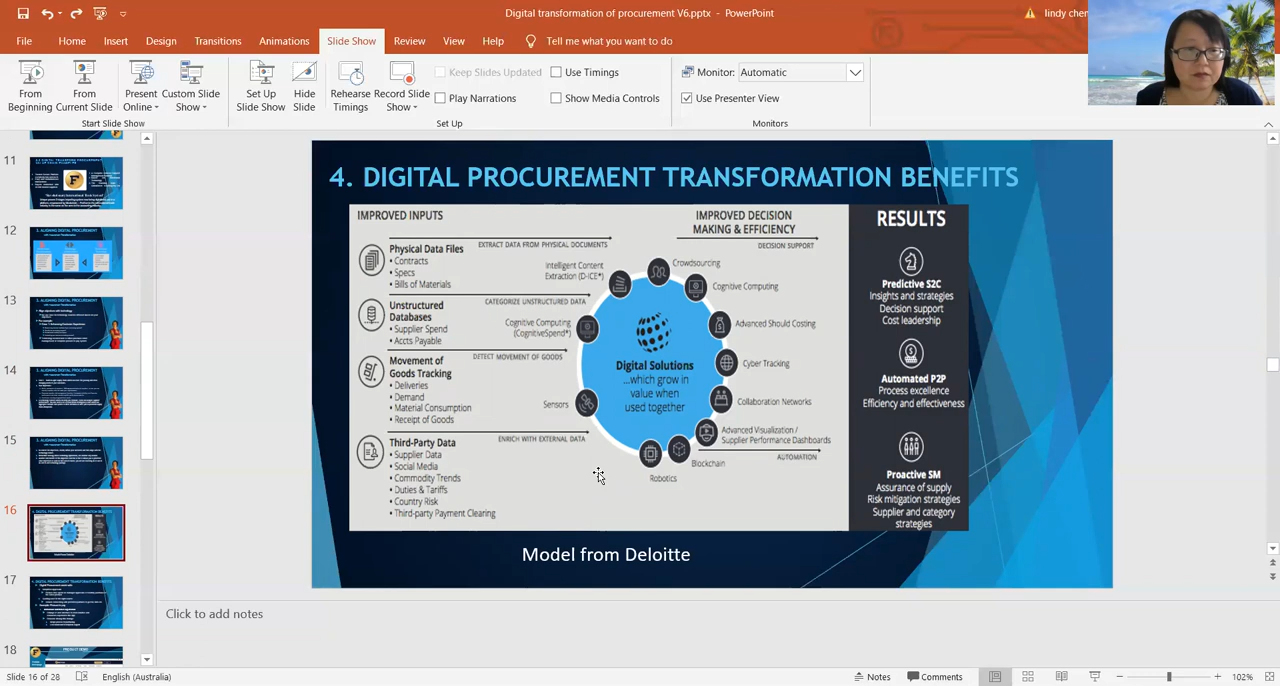 Digital transformation of procurement V6.pptx - PowerPoint
lindy chen
File Home Insert Design Transitions Animations Slide Show Review View Help Tell me what you want to do
From Beginning
From Current Slide
Present Online
Custom Slide Show
Set Up Slide Show
Hide Slide
Rehearse Timings
Record Slide Show
Keep Slides Updated
Play Narrations
Use Timings
Show Media Controls
Monitor: Automatic
Use Presenter View
Start Slide Show
Set Up
Monitors
11
12
13
14
15
16
17
18
4. DIGITAL PROCUREMENT TRANSFORMATION BENEFITS
IMPROVED INPUTS
EXTRACT DATA FROM PHYSICAL DOCUMENTS
Physical Data Files
• Contracts
• Specs
• Bills of Materials
CATEGORIZE UNSTRUCTURED DATA
Unstructured
Databases
• Supplier Spend
• Accts Payable
DETECT MOVEMENT OF GOODS
Movement of
Goods Tracking
• Deliveries
• Demand
• Material Consumption
• Receipt of Goods
ENRICH WITH EXTERNAL DATA
Third-Party Data
• Supplier Data
• Social Media
• Commodity Trends
• Duties & Tariffs
• Country Risk
• Third-party Payment Clearing
Intelligent Content
Extraction (D-ICE*)
Cognitive Computing
(CognitiveSpend*)
Sensors
Digital Solutions
...which grow in
value when
used together
IMPROVED DECISION
MAKING & EFFICIENCY
DECISION SUPPORT
Crowdsourcing
Cognitive Computing
Advanced Should Costing
Cyber Tracking
Collaboration Networks
Advanced Visualization /
Supplier Performance Dashboards
AUTOMATION
Blockchain
Robotics
RESULTS
Predictive S2C
Insights and strategies
Decision support
Cost leadership
Automated P2P
Process excellence
Efficiency and effectiveness
Proactive SM
Assurance of supply
Risk mitigation strategies
Supplier and category
strategies
Model from Deloitte
Click to add notes
Slide 16 of 28
English (Australia)
Notes
Comments
102%